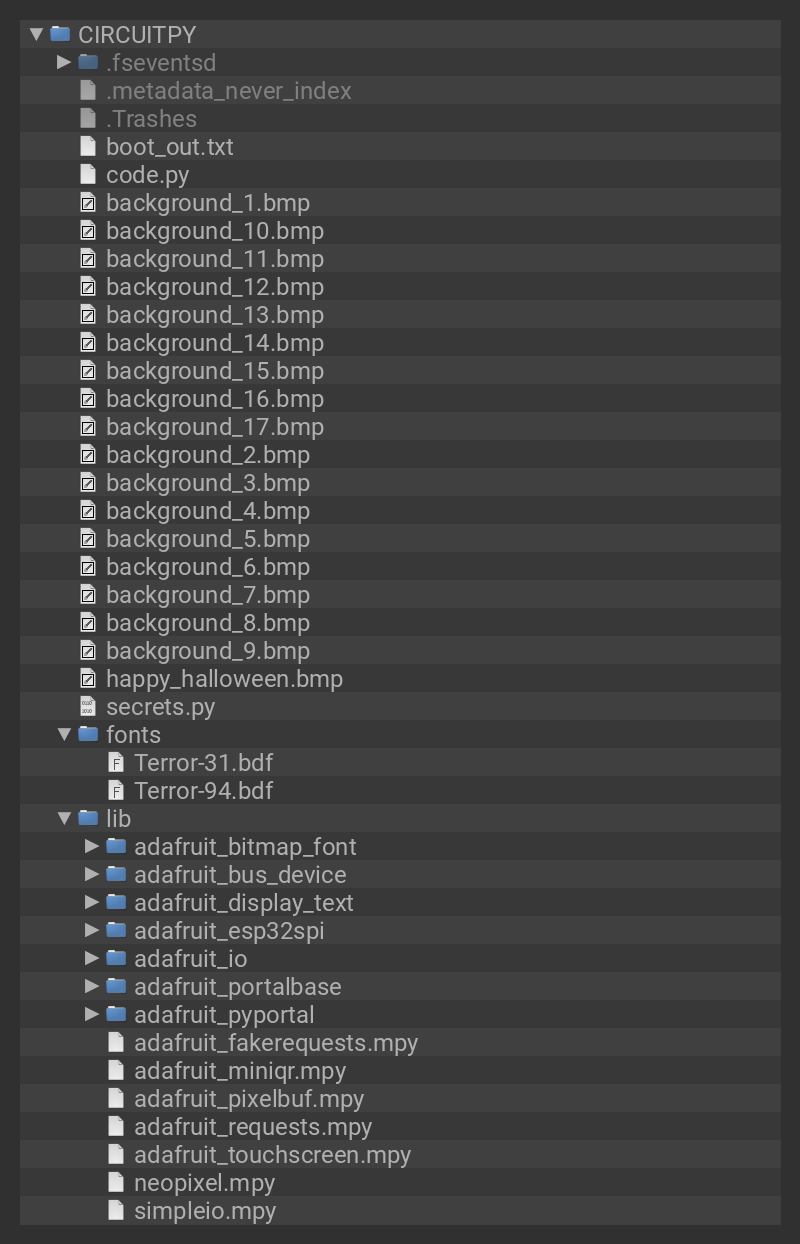 CIRCUITPY
.fseventsd
.metadata_never_index
.Trashes
boot_out.txt
code.py
background_1.bmp
background_10.bmp
background_11.bmp
background_12.bmp
background_13.bmp
background_14.bmp
background_15.bmp
background_16.bmp
background_17.bmp
background_2.bmp
background_3.bmp
background_4.bmp
background_5.bmp
background_6.bmp
background_7.bmp
background_8.bmp
background_9.bmp
happy_halloween.bmp
secrets.py
fonts
Terror-31.bdf
Terror-94.bdf
lib
adafruit_bitmap_font
adafruit_bus_device
adafruit_display_text
adafruit_esp32spi
adafruit_io
adafruit_portalbase
adafruit_pyportal
adafruit_fakerequests.mpy
adafruit_miniqr.mpy
adafruit_pixelbuf.mpy
adafruit_requests.mpy
adafruit_touchscreen.mpy
neopixel.mpy
simpleio.mpy